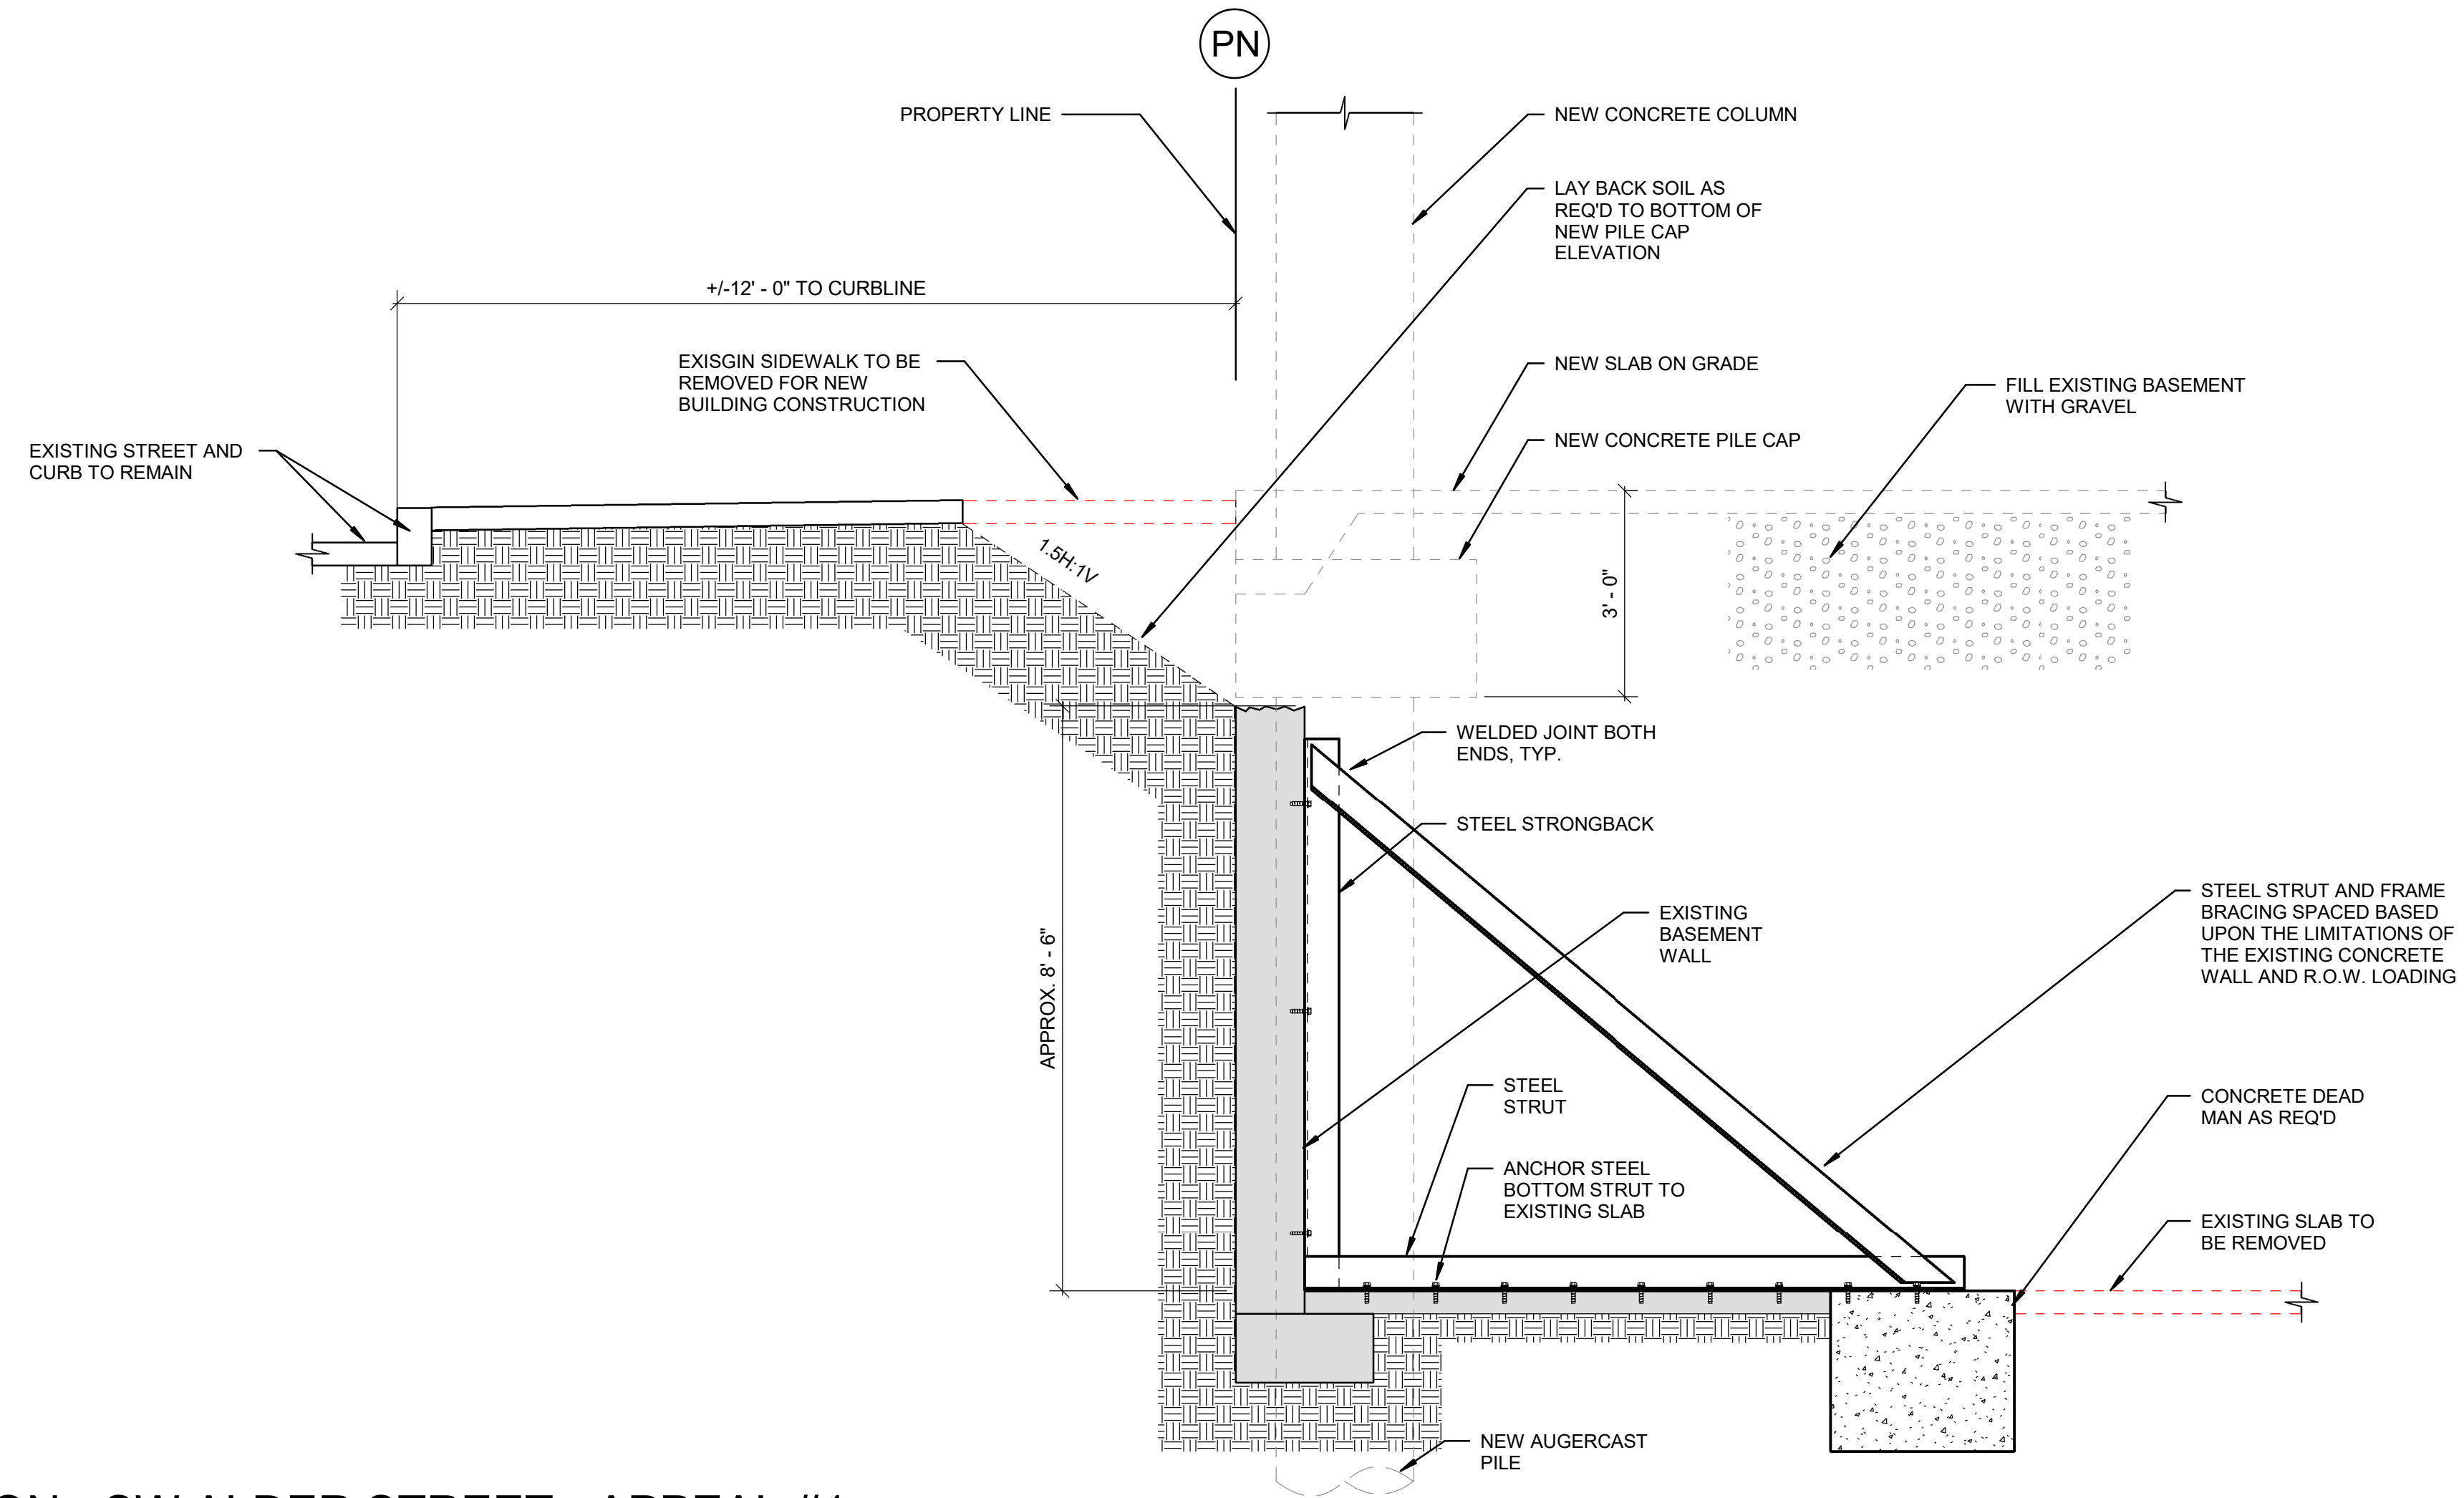 PN
PROPERTY LINE
NEW CONCRETE COLUMN
LAY BACK SOIL AS
REQ'D TO BOTTOM OF
NEW PILE CAP
ELEVATION
+/-12' - 0" TO CURBLINE
EXISGIN SIDEWALK TO BE
REMOVED FOR NEW
BUILDING CONSTRUCTION
NEW SLAB ON GRADE
FILL EXISTING BASEMENT
WITH GRAVEL
EXISTING STREET AND
CURB TO REMAIN
NEW CONCRETE PILE CAP
1.5H:1V
3' - 0"
WELDED JOINT BOTH
ENDS, TYP.
STEEL STRONGBACK
EXISTING
BASEMENT
WALL
STEEL STRUT AND FRAME
BRACING SPACED BASED
UPON THE LIMITATIONS OF
THE EXISTING CONCRETE
WALL AND R.O.W. LOADING
APPROX. 8' - 6"
STEEL
STRUT
CONCRETE DEAD
MAN AS REQ'D
ANCHOR STEEL
BOTTOM STRUT TO
EXISTING SLAB
EXISTING SLAB TO
BE REMOVED
NEW AUGERCAST
PILE
SW ALDER STREET - APPEAL #1